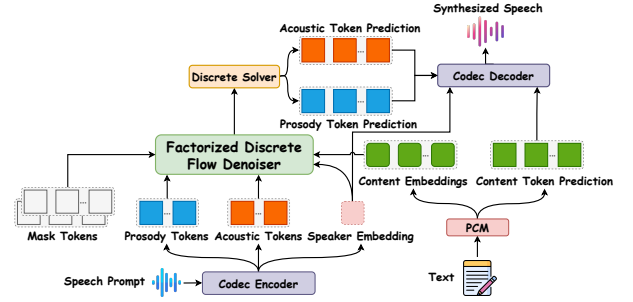 Synthesized Speech
Acoustic Token Prediction
...
Discrete Solver
Codec Decoder
...
Prosody Token Prediction
Factorized Discrete
Flow Denoiser
...
...
Content Embeddings
Content Token Prediction
...
...
...
Mask Tokens
Prosody Tokens
Acoustic Tokens
Speaker Embedding
PCM
Speech Prompt
Codec Encoder
Text